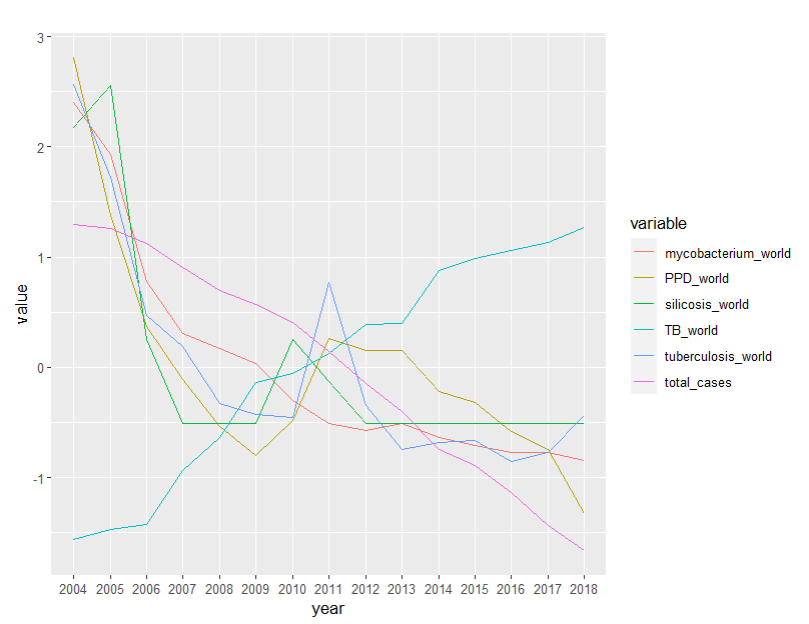 3
2
1
0
-1
value
2004 2005 2006 2007 2008 2009 2010 2011 2012 2013 2014 2015 2016 2017 2018
year
variable
mycobacterium_world
PPD_world
silicosis_world
TB_world
tuberculosis_world
total_cases